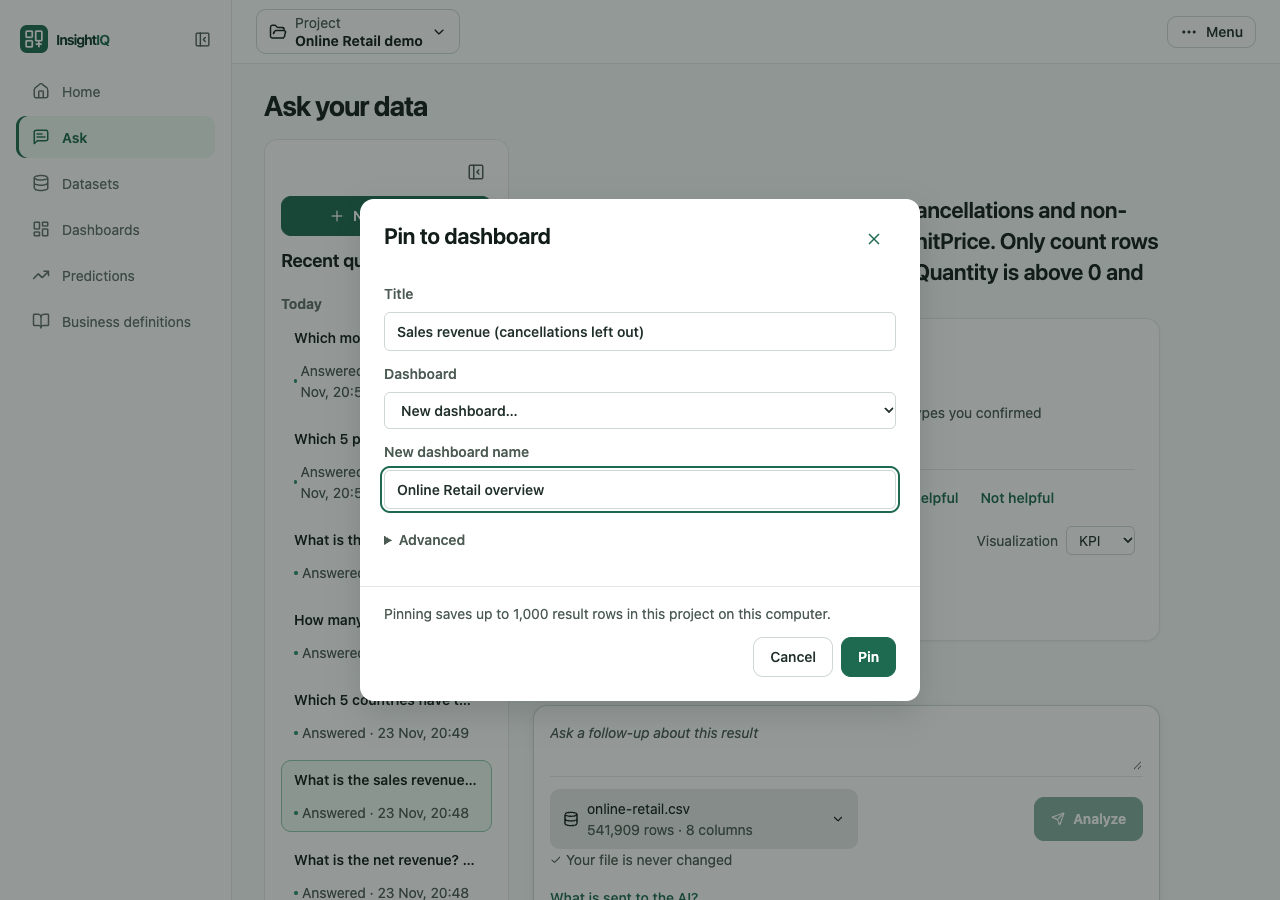 InsightIQ
Home
Ask
Datasets
Dashboards
Predictions
Business definitions
Project
Online Retail demo
Menu
Ask your data
Recent qu
Today
Which mo
Answered
Nov, 20:5
Which 5 p
Answered
Nov, 20:5
What is th
Answered
How many
Answered
Which 5 countries have t...
Answered · 23 Nov, 20:49
What is the sales revenue...
Answered · 23 Nov, 20:48
What is the net revenue? ...
Answered · 23 Nov, 20:48
ancellations and non-
nitPrice. Only count rows
Quantity is above 0 and
ypes you confirmed
elpful
Not helpful
Visualization
KPI
Pin to dashboard
Title
Sales revenue (cancellations left out)
Dashboard
New dashboard...
New dashboard name
Online Retail overview
Advanced
Pinning saves up to 1,000 result rows in this project on this computer.
Cancel
Pin
Ask a follow-up about this result
online-retail.csv
541,909 rows · 8 columns
Analyze
✓ Your file is never changed
What is sent to the AI?